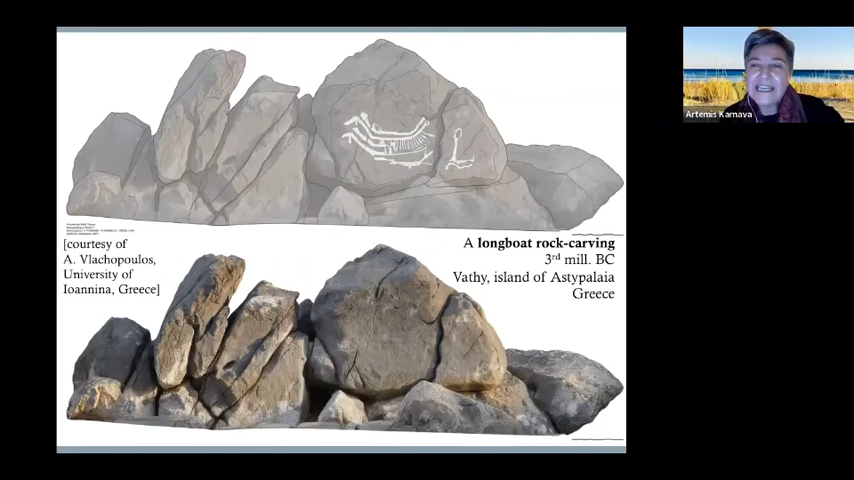 Artemis Karnava
[courtesy of
A. Vlachopoulos,
University of
Ioannina, Greece]
A longboat rock-carving
3rd mill. BC
Vathy, island of Astypalaia
Greece